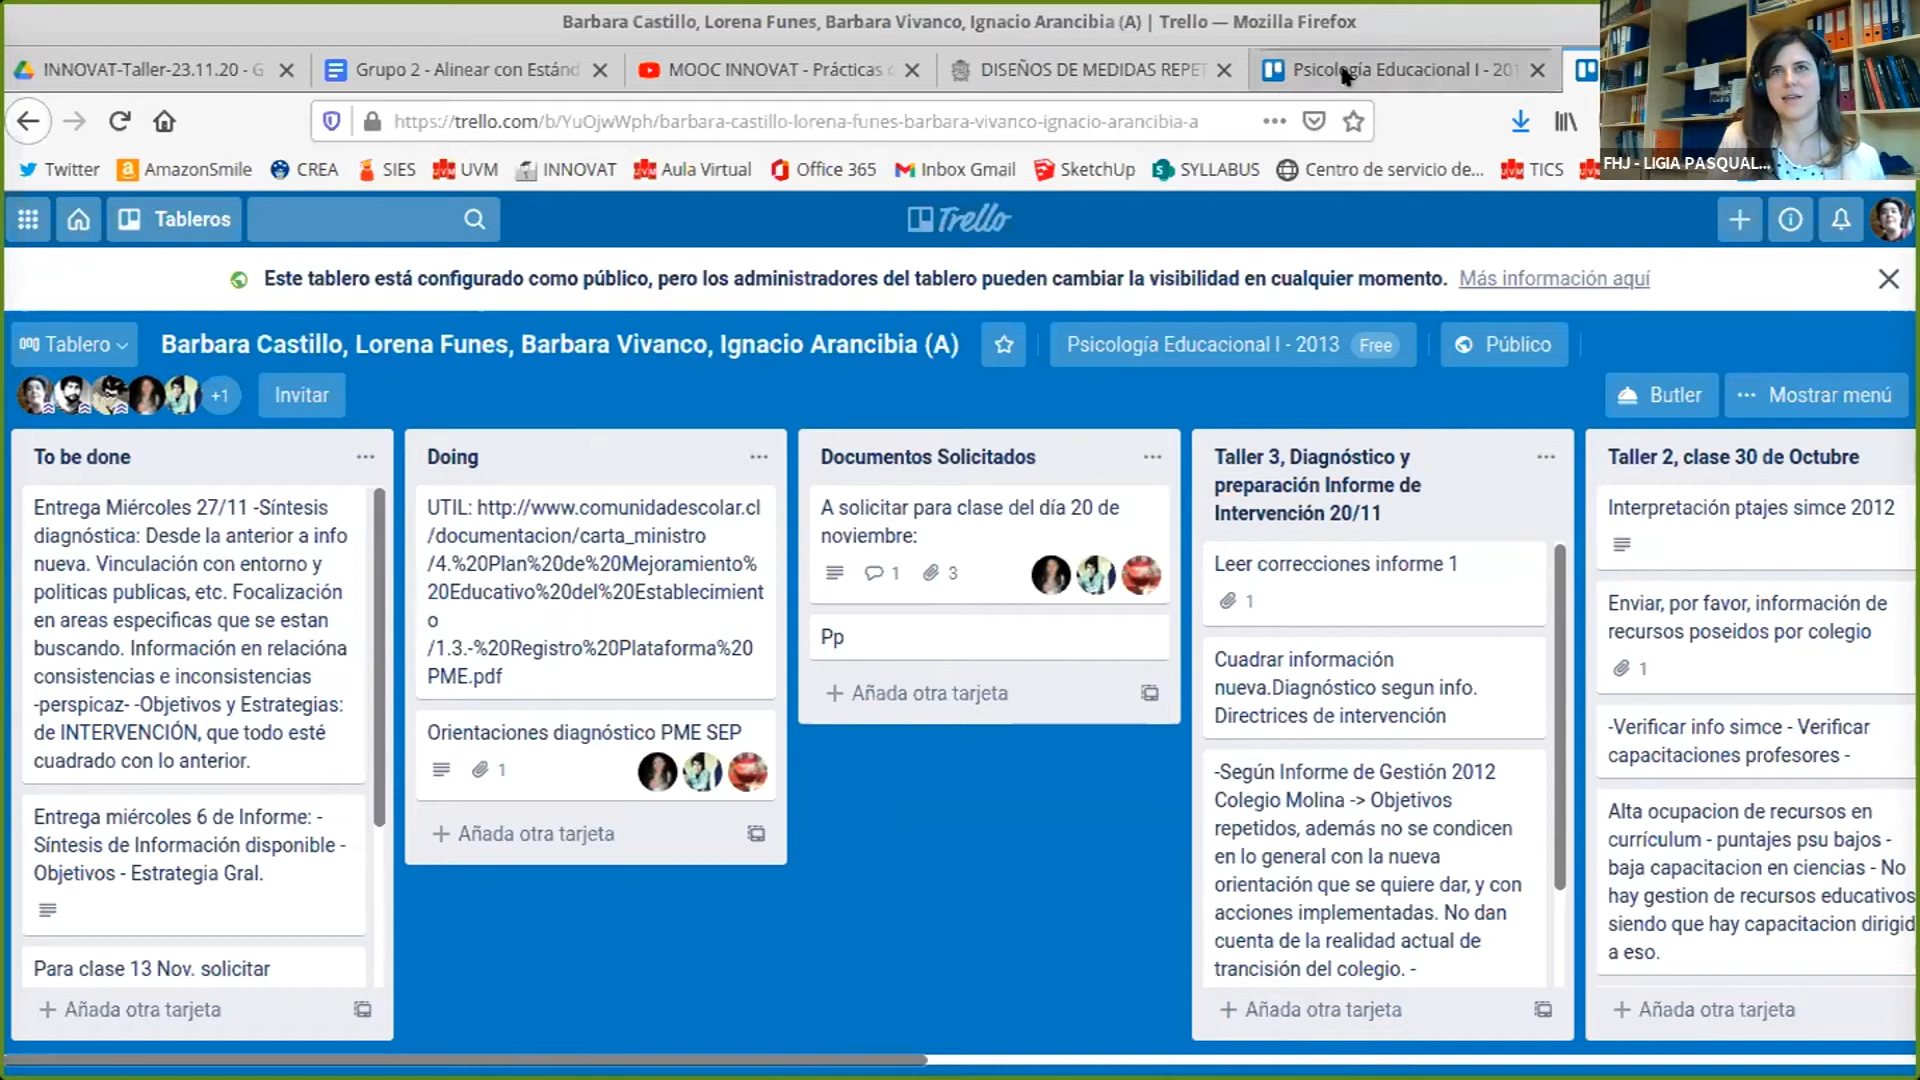 Barbara Castillo, Lorena Funes, Barbara Vivanco, Ignacio Arancibia (A) | Trello — Mozilla Firefox
INNOVAT-Taller-23.11.20 - G
Grupo 2 - Alinear con Estánd
MOOC INNOVAT - Prácticas
DISEÑOS DE MEDIDAS REPET
Psicología Educacional I - 201
https://trello.com/b/YuOjwWph/barbara-castillo-lorena-funes-barbara-vivanco-ignacio-arancibia-a
FHJ - LIGIA PASQUAL...
Twitter
AmazonSmile
CREA
SIES
UVM
INNOVAT
Aula Virtual
Office 365
Inbox Gmail
SketchUp
SYLLABUS
Centro de servicio de...
TICS
Tableros
Trello
Este tablero está configurado como público, pero los administradores del tablero pueden cambiar la visibilidad en cualquier momento. Más información aquí
Tablero
Barbara Castillo, Lorena Funes, Barbara Vivanco, Ignacio Arancibia (A)
Psicología Educacional I - 2013 Free
Público
+1
Invitar
Butler
Mostrar menú
To be done
Entrega Miércoles 27/11 -Síntesis
diagnóstica: Desde la anterior a info
nueva. Vinculación con entorno y
politicas publicas, etc. Focalización
en areas especificas que se estan
buscando. Información en relacióna
consistencias e inconsistencias
-perspicaz- -Objetivos y Estrategias:
de INTERVENCIÓN, que todo esté
cuadrado con lo anterior.
Entrega miércoles 6 de Informe: -
Síntesis de Información disponible -
Objetivos - Estrategia Gral.
Para clase 13 Nov. solicitar
Añada otra tarjeta
Doing
UTIL: http://www.comunidadescolar.cl
/documentacion/carta_ministro
/4.%20Plan%20de%20Mejoramiento%
20Educativo%20del%20Establecimient
o
/1.3.-%20Registro%20Plataforma%20
PME.pdf
Orientaciones diagnóstico PME SEP
1
Añada otra tarjeta
Documentos Solicitados
A solicitar para clase del día 20 de
noviembre:
1
3
Pp
Añada otra tarjeta
Taller 3, Diagnóstico y
preparación Informe de
Intervención 20/11
Leer correcciones informe 1
1
Cuadrar información
nueva.Diagnóstico segun info.
Directrices de intervención
-Según Informe de Gestión 2012
Colegio Molina -> Objetivos
repetidos, además no se condicen
en lo general con la nueva
orientación que se quiere dar, y con
acciones implementadas. No dan
cuenta de la realidad actual de
trancisión del colegio. -
Añada otra tarjeta
Taller 2, clase 30 de Octubre
Interpretación ptajes simce 2012
Enviar, por favor, información de
recursos poseidos por colegio
1
-Verificar info simce - Verificar
capacitaciones profesores -
Alta ocupacion de recursos en
currículum - puntajes psu bajos -
baja capacitacion en ciencias - No
hay gestion de recursos educativos
siendo que hay capacitacion dirigid
a eso.
Añada otra tarjeta